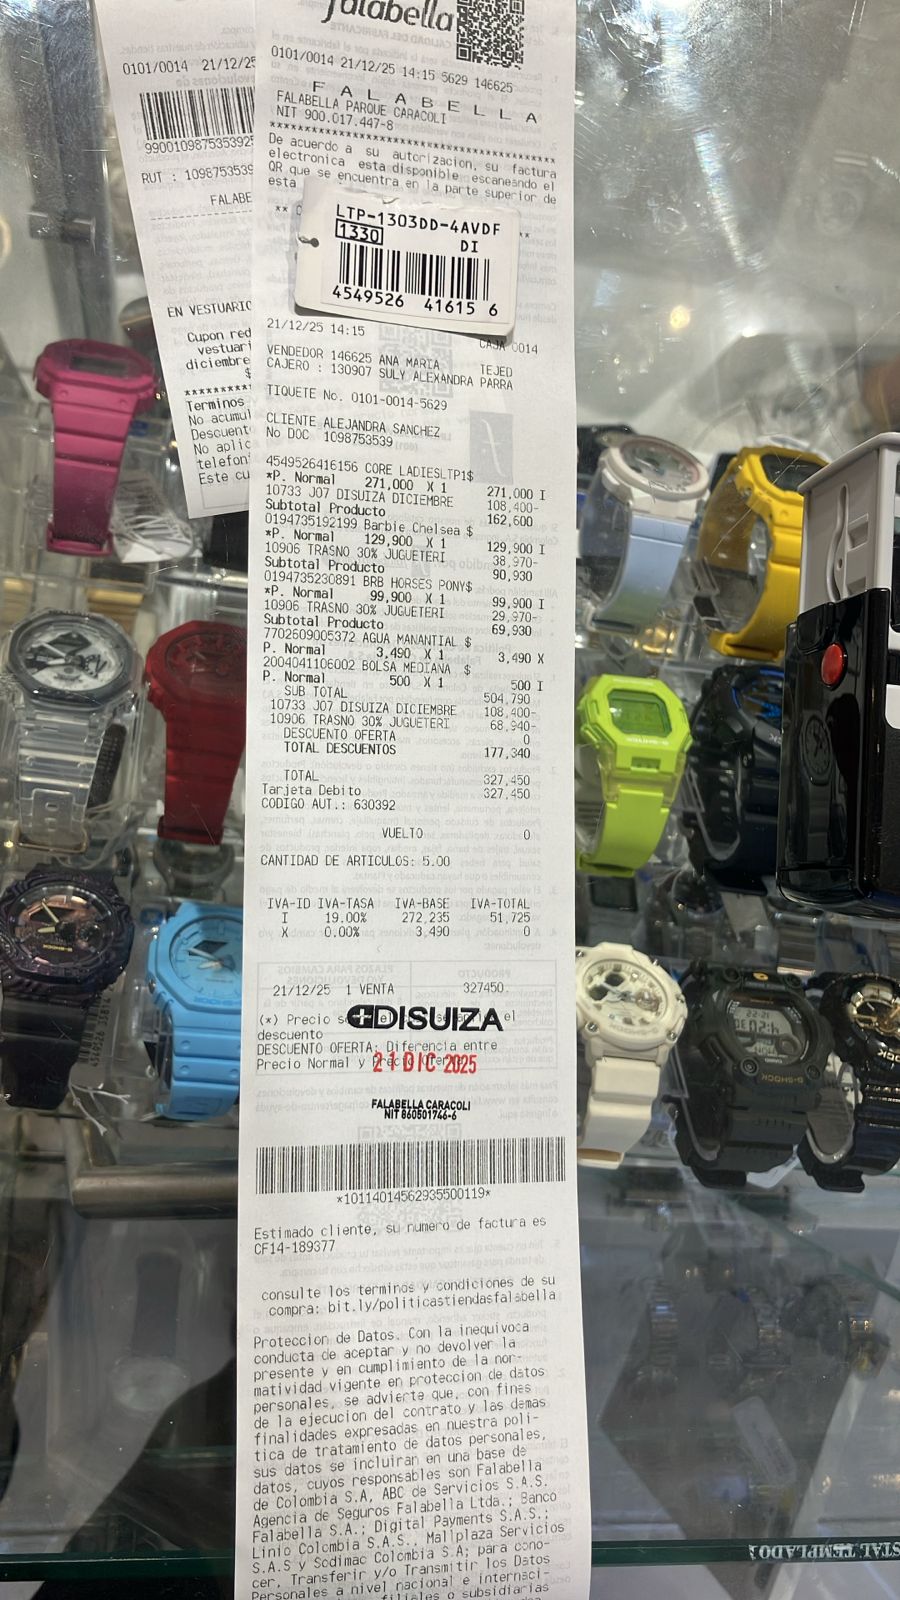 falabella
0101/0014 21/12/25 14:15 5629 146625
F A L A B E L L A
FALABELLA PARQUE CARACOLI
NIT 900.017.447-8
************************************
De acuerdo a su autorizacion, su factura
electronica esta disponible escaneando el
QR que se encuentra en la parte superior de
esta
LTP-1303DD-4AVDF
1330 DI
4549526 41615 6
21/12/25 14:15 CAJA 0014
VENDEDOR 146625 ANA MARIA TEJED
CAJERO : 130907 SULY ALEXANDRA PARRA
TIQUETE No. 0101-0014-5629
CLIENTE ALEJANDRA SANCHEZ
No DOC 1098753539
4549526416156 CORE LADIESLTP1$
*P. Normal 271,000 X 1 271,000 I
10733 J07 DISUIZA DICIEMBRE 108,400-
Subtotal Producto 162,600
0194735192199 Barbie Chelsea $
*P. Normal 129,900 X 1 129,900 I
10906 TRASNO 30% JUGUETERI 38,970-
Subtotal Producto 90,930
0194735230891 BRB HORSES PONY$
*P. Normal 99,900 X 1 99,900 I
10906 TRASNO 30% JUGUETERI 29,970-
Subtotal Producto 69,930
7702609005372 AGUA MANANTIAL $
P. Normal 3,490 X 1 3,490 X
2004041106002 BOLSA MEDIANA $
P. Normal 500 X 1 500 I
SUB TOTAL 504,790
10733 J07 DISUIZA DICIEMBRE 108,400-
10906 TRASNO 30% JUGUETERI 68,940-
DESCUENTO OFERTA 0
TOTAL DESCUENTOS 177,340
TOTAL 327,450
Tarjeta Debito 327,450
CODIGO AUT.: 630392
VUELTO 0
CANTIDAD DE ARTICULOS: 5.00
IVA-ID IVA-TASA IVA-BASE IVA-TOTAL
I 19.00% 272,235 51,725
X 0.00% 3,490 0
21/12/25 1 VENTA 327450.
(*) Precio el
descuento
DISUIZA
DESCUENTO OFERTA: Diferencia entre
Precio Normal y
21 DIC 2025
FALABELLA CARACOLI
NIT 860501746-6
*10114014562935500119*
Estimado cliente, su numero de factura es
CF14-189377
consulte los terminos y condiciones de su
compra: bit.ly/politicastiendasfalabella
Proteccion de Datos. Con la inequivoca
conducta de aceptar y no devolver la
presente y en cumplimiento de la nor-
matividad vigente en proteccion de datos
personales, se advierte que, con fines
de la ejecucion del contrato y las demas
finalidades expresadas en nuestra poli-
tica de tratamiento de datos personales,
sus datos se incluiran en una base de
datos, cuyos responsables son Falabella
de Colombia S.A, ABC de Servicios S.A.S.
Agencia de Seguros Falabella Ltda.; Banco
Falabella S.A.; Digital Payments S.A.S.;
Linio Colombia S.A.S.. Mallplaza Servicios
S.A.S y Sodimac Colombia S.A; para cono-
cer, Transferir y/o Transmitir los Datos
Personales a nivel nacional e internaci-
filiales o subsidiarias
0101/0014 21/12/25
RUT :
FALABE
EN VESTUARIO
Cupon red
vestuari
diciembre
$
Terminos
No acumul
Descuent
No aplic
telefoni
Este cu
G-SHOCK
CASIO
TEMPLADO